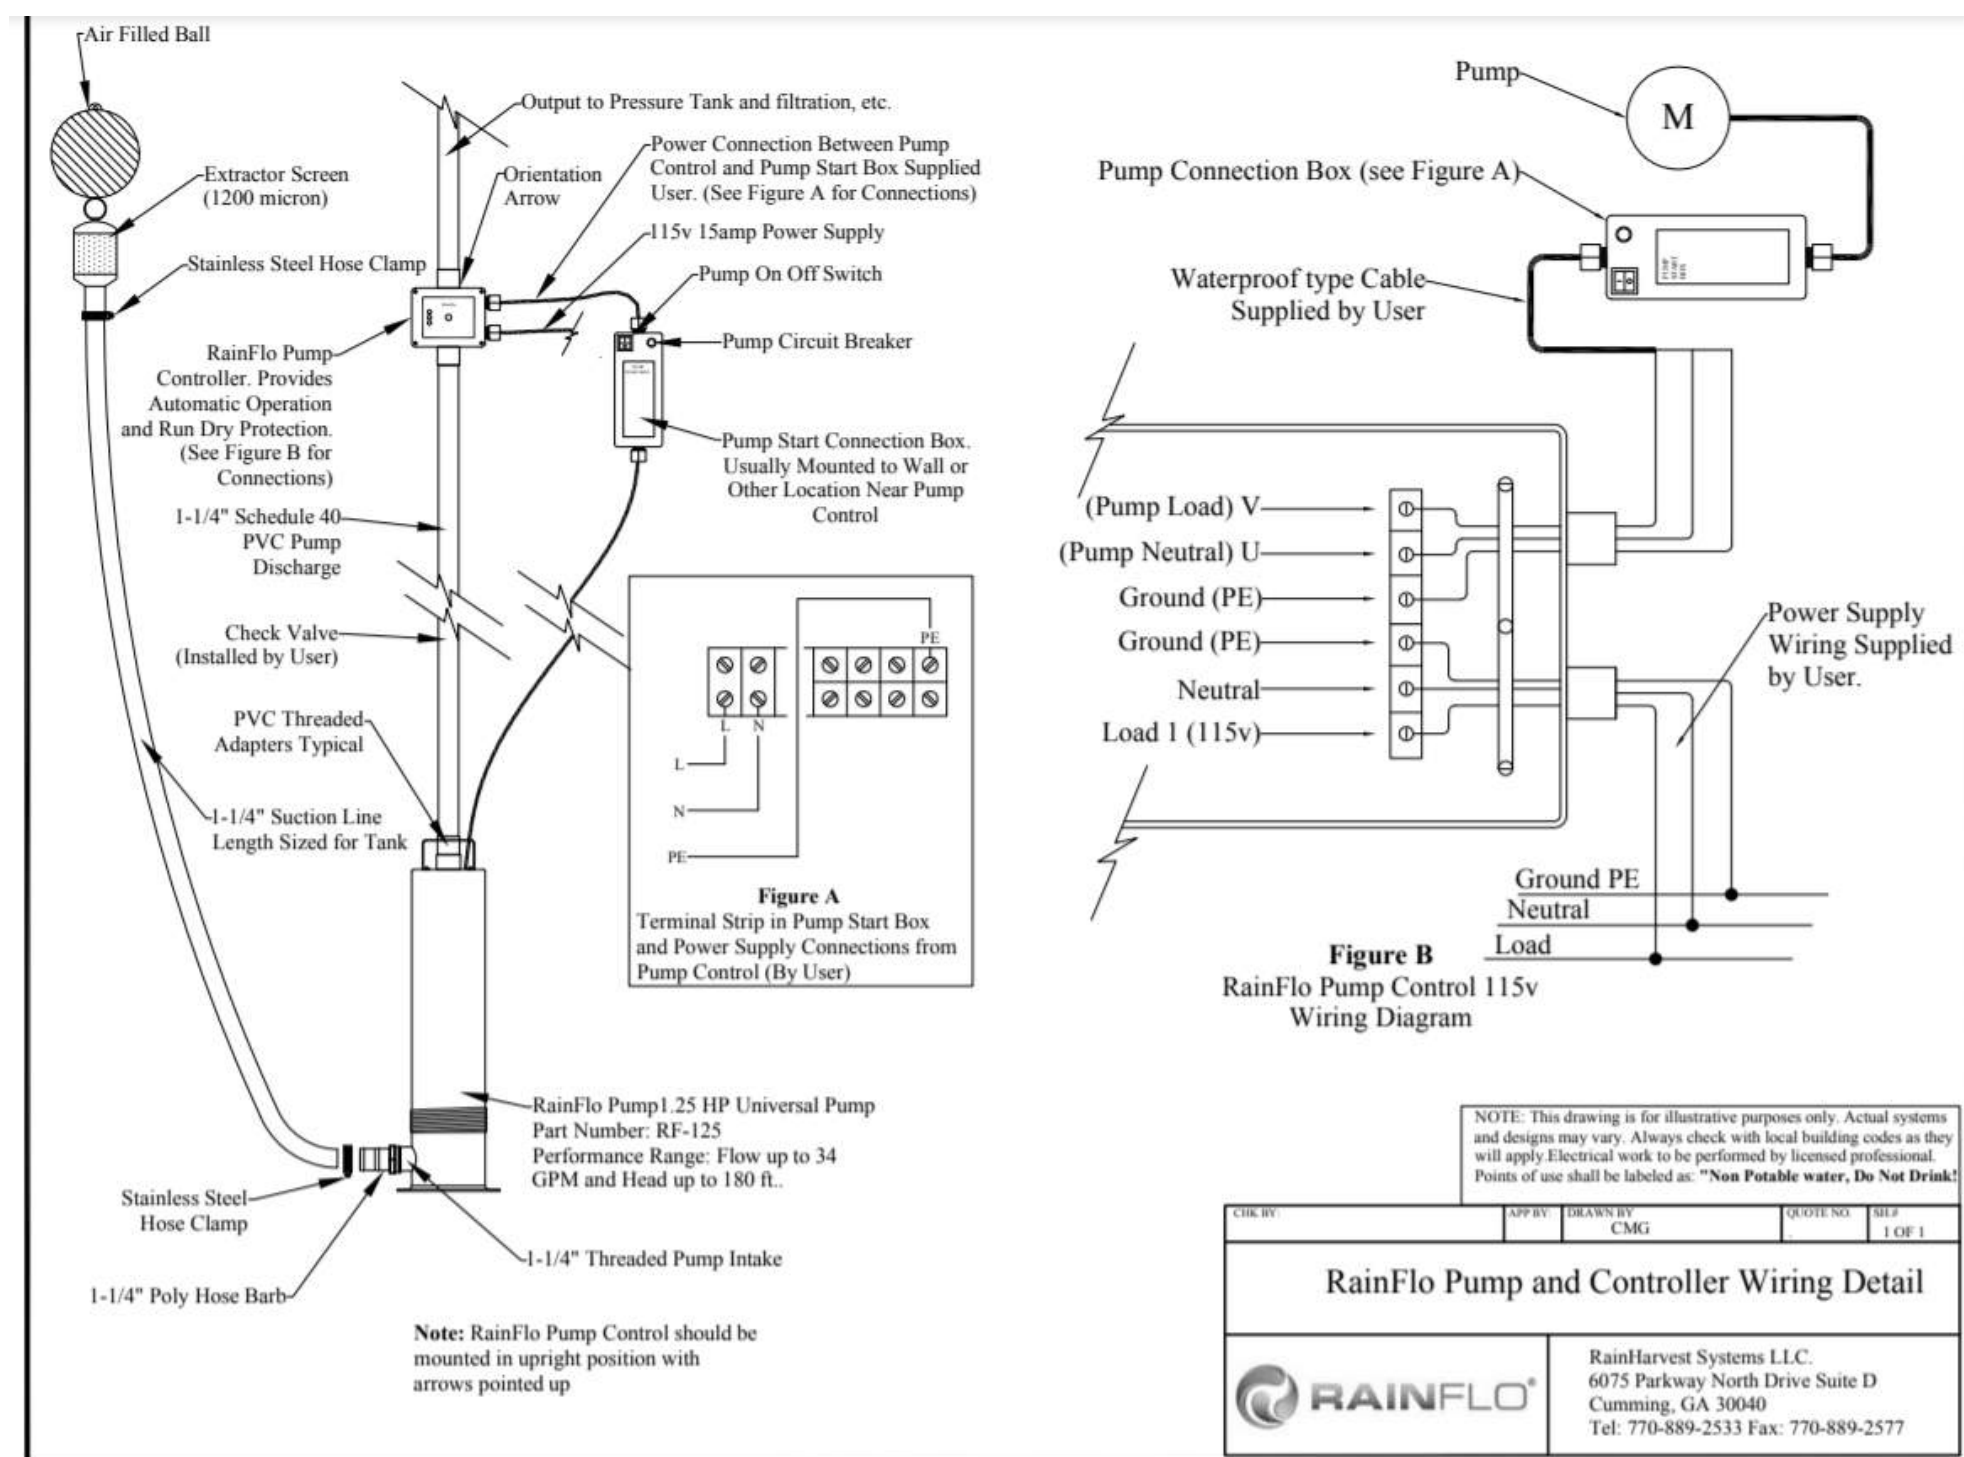 Air Filled Ball
Extractor Screen
(1200 micron)
Stainless Steel Hose Clamp
RainFlo Pump
Controller. Provides
Automatic Operation
and Run Dry Protection.
(See Figure B for
Connections)
1-1/4" Schedule 40
PVC Pump
Discharge
Check Valve
(Installed by User)
PVC Threaded
Adapters Typical
1-1/4" Suction Line
Length Sized for Tank
Stainless Steel
Hose Clamp
1-1/4" Poly Hose Barb
Output to Pressure Tank and filtration, etc.
Power Connection Between Pump
Control and Pump Start Box Supplied
User. (See Figure A for Connections)
Orientation
Arrow
115v 15amp Power Supply
Pump On Off Switch
Pump Circuit Breaker
Pump Start Connection Box.
Usually Mounted to Wall or
Other Location Near Pump
Control
PE
L N
L
N
PE
Figure A
Terminal Strip in Pump Start Box
and Power Supply Connections from
Pump Control (By User)
RainFlo Pump1.25 HP Universal Pump
Part Number: RF-125
Performance Range: Flow up to 34
GPM and Head up to 180 ft..
1-1/4" Threaded Pump Intake
Note: RainFlo Pump Control should be
mounted in upright position with
arrows pointed up
Pump
M
Pump Connection Box (see Figure A)
PUMP
START
BOX
Waterproof type Cable
Supplied by User
(Pump Load) V
(Pump Neutral) U
Ground (PE)
Ground (PE)
Neutral
Load 1 (115v)
Power Supply
Wiring Supplied
by User.
Ground PE
Neutral
Load
Figure B
RainFlo Pump Control 115v
Wiring Diagram
NOTE: This drawing is for illustrative purposes only. Actual systems
and designs may vary. Always check with local building codes as they
will apply.Electrical work to be performed by licensed professional.
Points of use shall be labeled as: "Non Potable water, Do Not Drink!
CHK BY: APP BY: DRAWN BY QUOTE NO. SH.#
CMG . 1 OF 1
RainFlo Pump and Controller Wiring Detail
RAINFLO®
RainHarvest Systems LLC.
6075 Parkway North Drive Suite D
Cumming, GA 30040
Tel: 770-889-2533 Fax: 770-889-2577